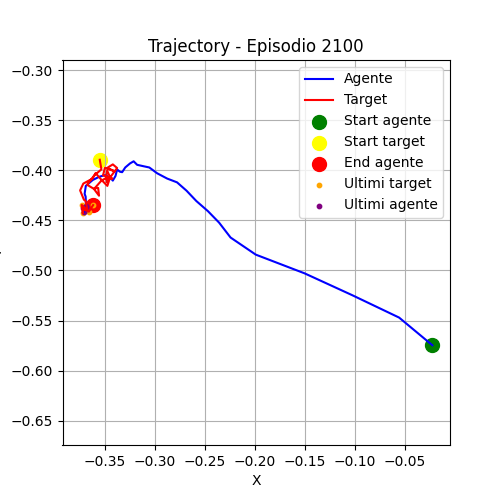 Trajectory - Episodio 2100
Agente
Target
Start agente
Start target
End agente
Ultimi target
Ultimi agente
−0.30
−0.35
−0.40
−0.45
−0.50
−0.55
−0.60
−0.65
−0.35 −0.30 −0.25 −0.20 −0.15 −0.10 −0.05
X